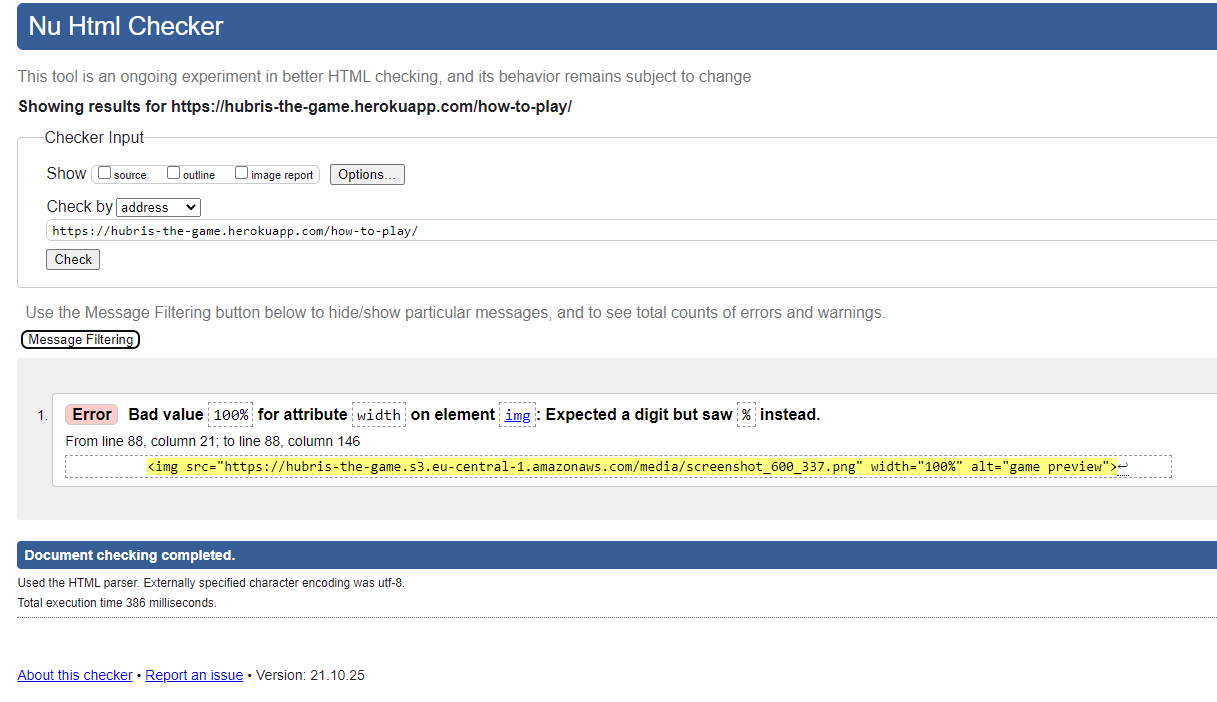 Nu Html Checker
This tool is an ongoing experiment in better HTML checking, and its behavior remains subject to change
Showing results for https://hubris-the-game.herokuapp.com/how-to-play/
Checker Input
Show source outline image report Options...
Check by address
https://hubris-the-game.herokuapp.com/how-to-play/
Check
Use the Message Filtering button below to hide/show particular messages, and to see total counts of errors and warnings.
Message Filtering
1. Error Bad value 100% for attribute width on element img: Expected a digit but saw % instead.
From line 88, column 21; to line 88, column 146
<img src="https://hubris-the-game.s3.eu-central-1.amazonaws.com/media/screenshot_600_337.png" width="100%" alt="game preview">↩
Document checking completed.
Used the HTML parser. Externally specified character encoding was utf-8.
Total execution time 386 milliseconds.
About this checker • Report an issue • Version: 21.10.25